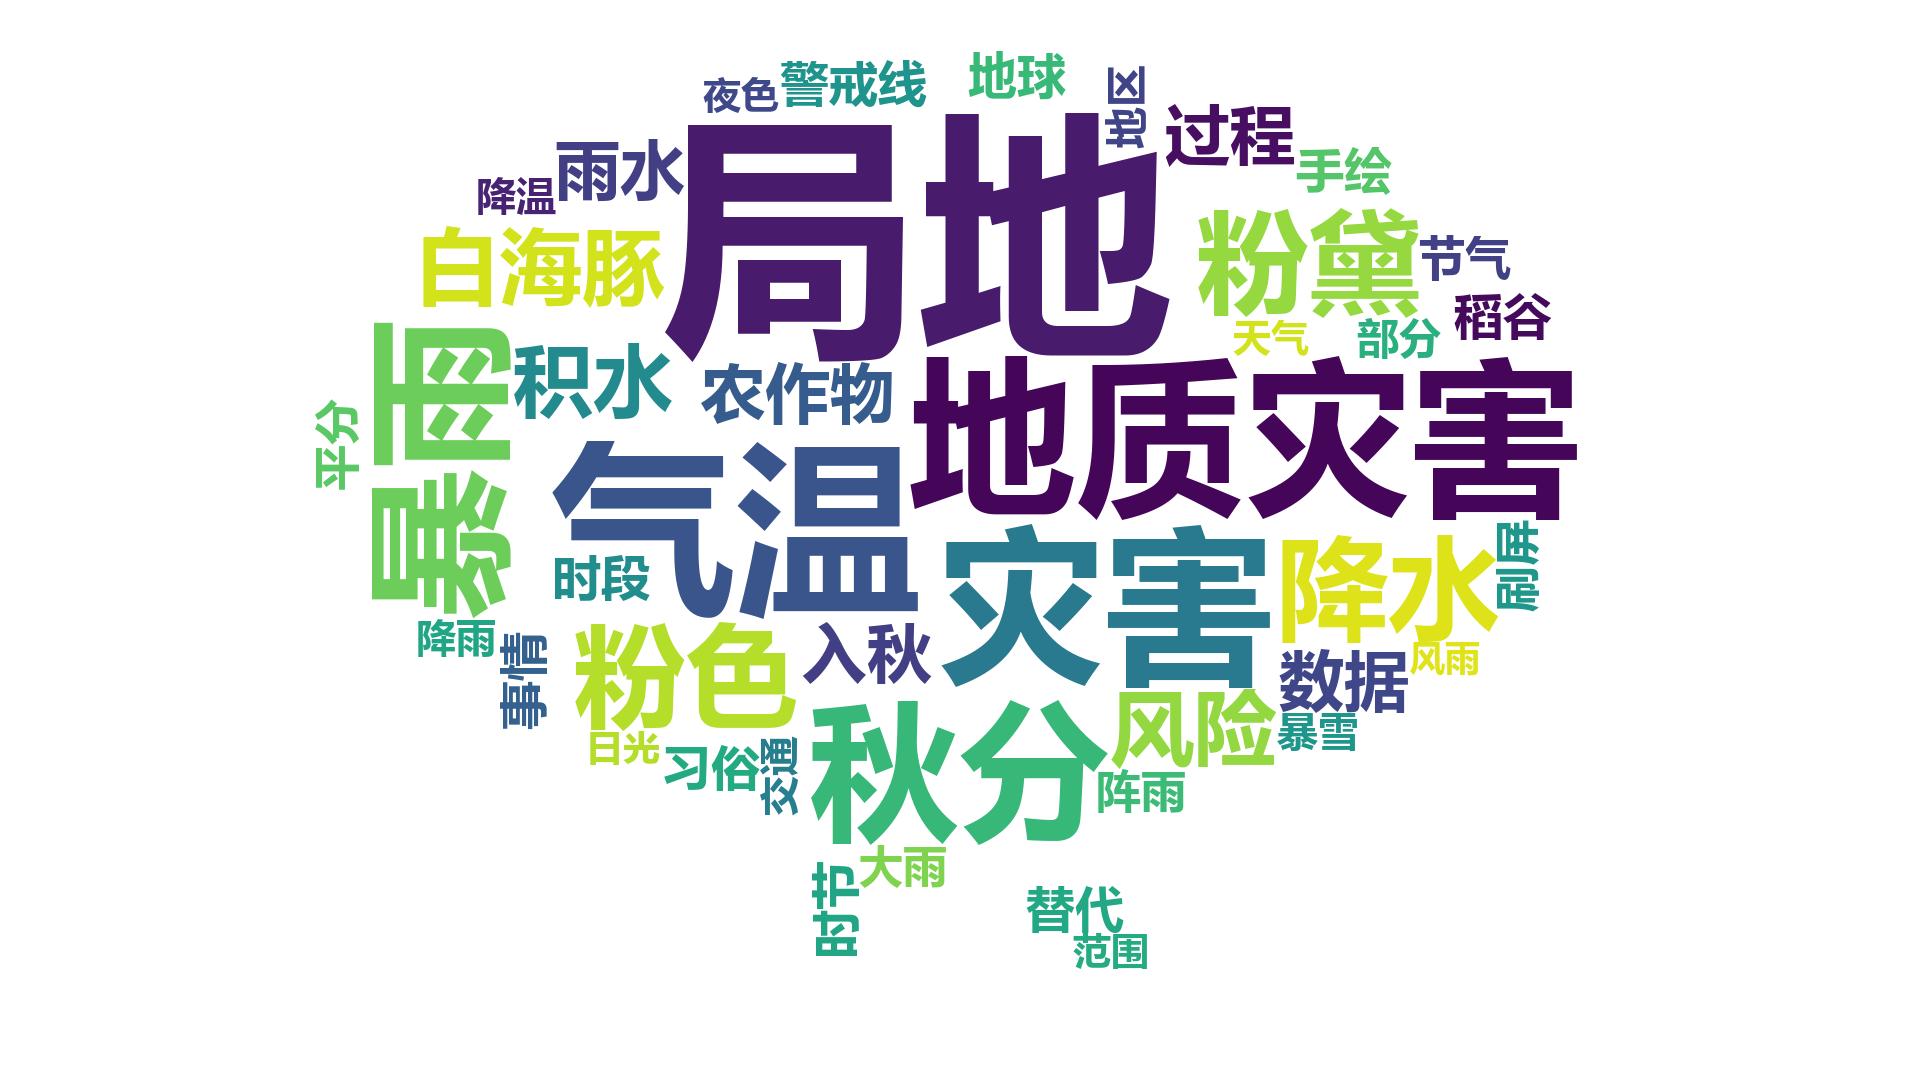 地球
夜色
警戒线
地区
过程
雨水
手绘
降温
局地
粉黛
白海豚
节气
天气
部分
稻谷
暴雨
积水
农作物
地质灾害
平分
气温
时段
灾害
降水
刷屏
降雨
事情
粉色
入秋
数据
风雨
日光
习俗
交通
秋分
风险
暴雪
阵雨
时节
大雨
替代
范围